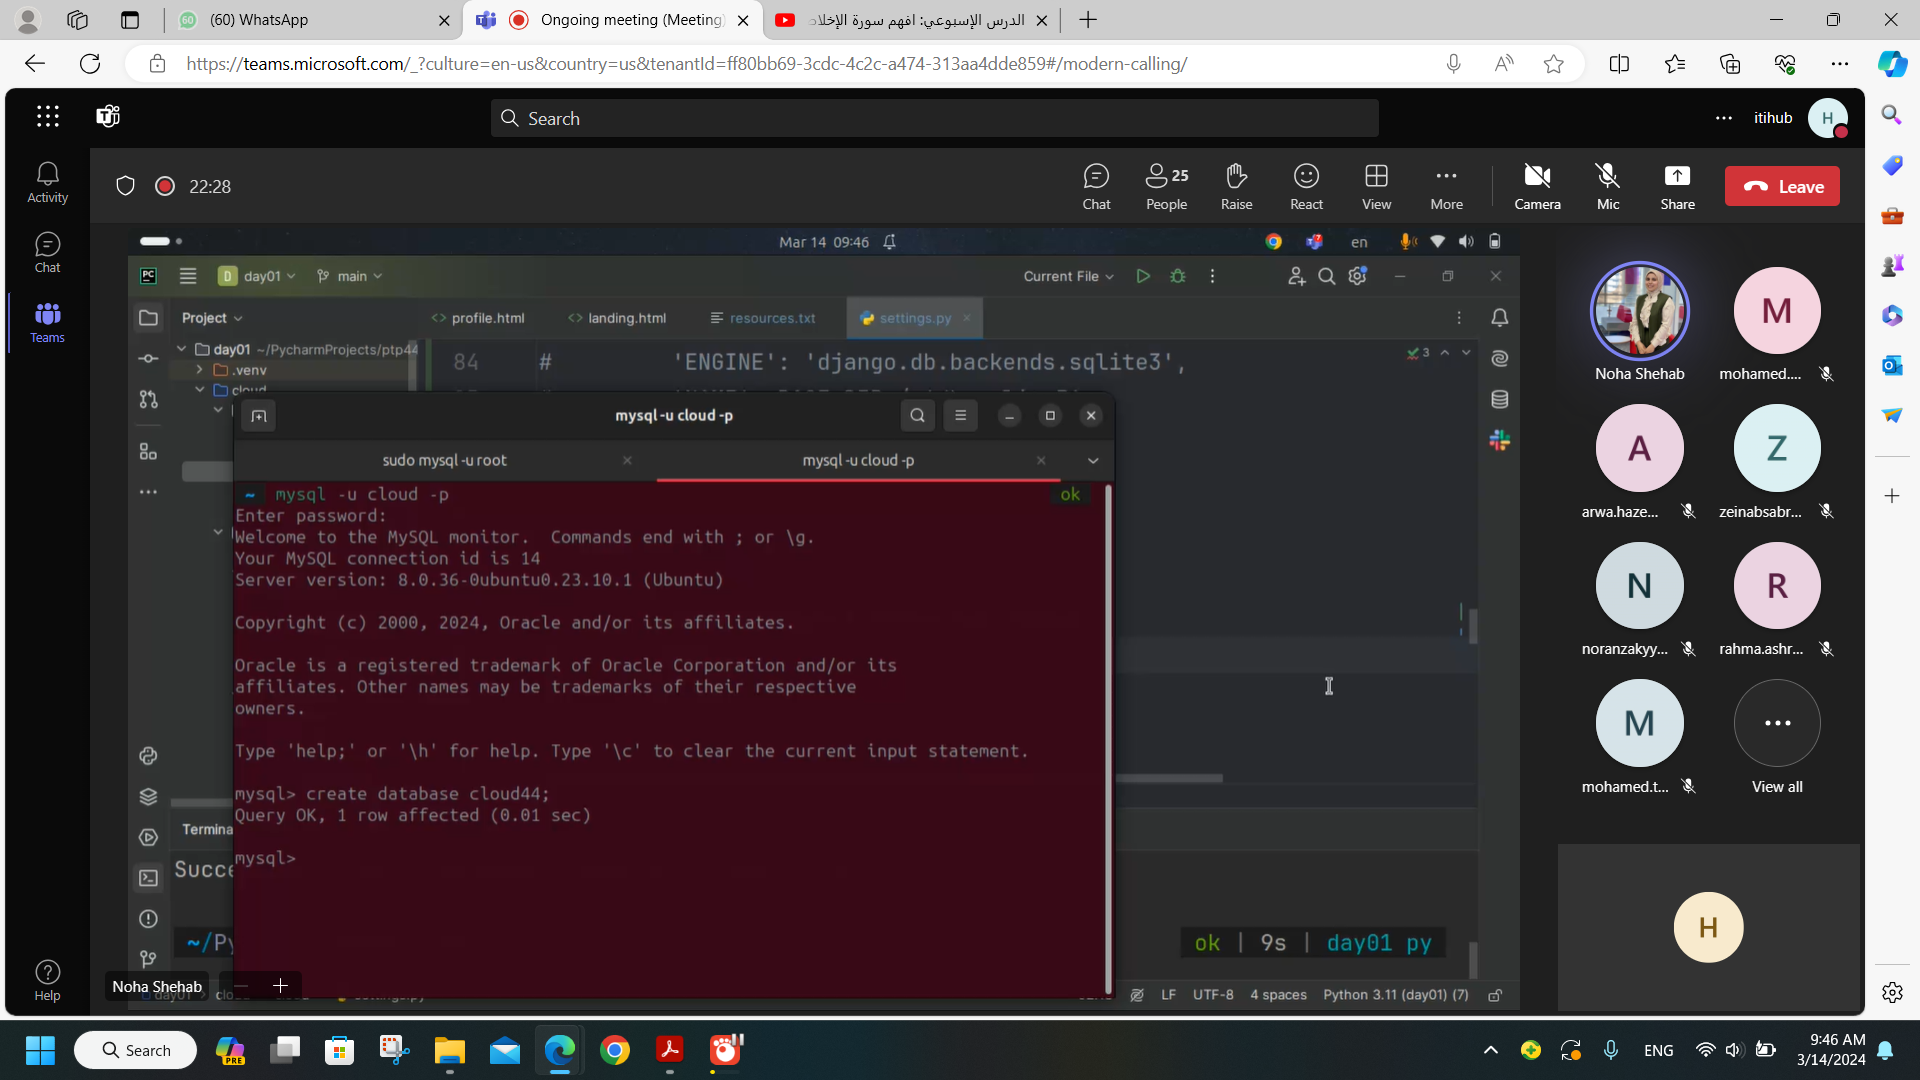 (60) WhatsApp
Ongoing meeting (Meeting
الدرس الإسبوعي: افهم سورة الإخلاص
https://teams.microsoft.com/_?culture=en-us&country=us&tenantId=ff80bb69-3cdc-4c2c-a474-313aa4dde859#/modern-calling/
Search
itihub
H
Activity
Chat
Teams
Help
22:28
Chat
25
People
Raise
React
View
More
Camera
Mic
Share
Leave
Mar 14 09:46
en
PC
D day01
main
Current File
Project
profile.html
landing.html
resources.txt
settings.py
day01 ~/PycharmProjects/ptp44
.venv
cloud
84 # 'ENGINE': 'django.db.backends.sqlite3',
3
mysql -u cloud -p
sudo mysql -u root
mysql -u cloud -p
~ mysql -u cloud -p ok
Enter password:
Welcome to the MySQL monitor. Commands end with ; or \g.
Your MySQL connection id is 14
Server version: 8.0.36-0ubuntu0.23.10.1 (Ubuntu)
Copyright (c) 2000, 2024, Oracle and/or its affiliates.
Oracle is a registered trademark of Oracle Corporation and/or its
affiliates. Other names may be trademarks of their respective
owners.
Type 'help;' or '\h' for help. Type '\c' to clear the current input statement.
mysql> create database cloud44;
Query OK, 1 row affected (0.01 sec)
mysql>
Termina
Succe
~/Py
ok | 9s | day01 py
Noha Shehab
LF UTF-8 4 spaces Python 3.11 (day01) (7)
Noha Shehab
M
mohamed....
A
arwa.haze...
Z
zeinabsabr...
N
noranzakyy...
R
rahma.ashr...
M
mohamed.t...
View all
H
Search
PRE
ENG
9:46 AM
3/14/2024